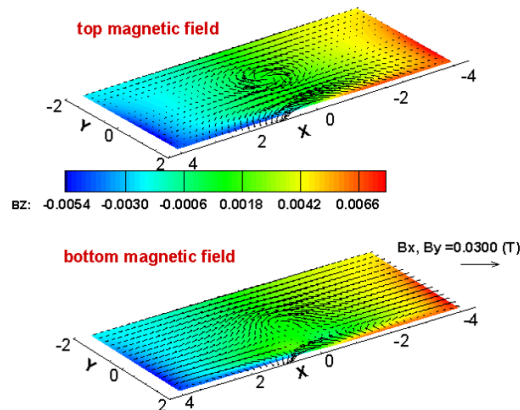 top magnetic field
-4
-2
-2
0
X
Y
0
2
2
4
BZ: -0.0054 -0.0030 -0.0006 0.0018 0.0042 0.0066
bottom magnetic field
Bx, By =0.0300 (T)
-4
-2
-2
0
X
Y
0
2
2
4